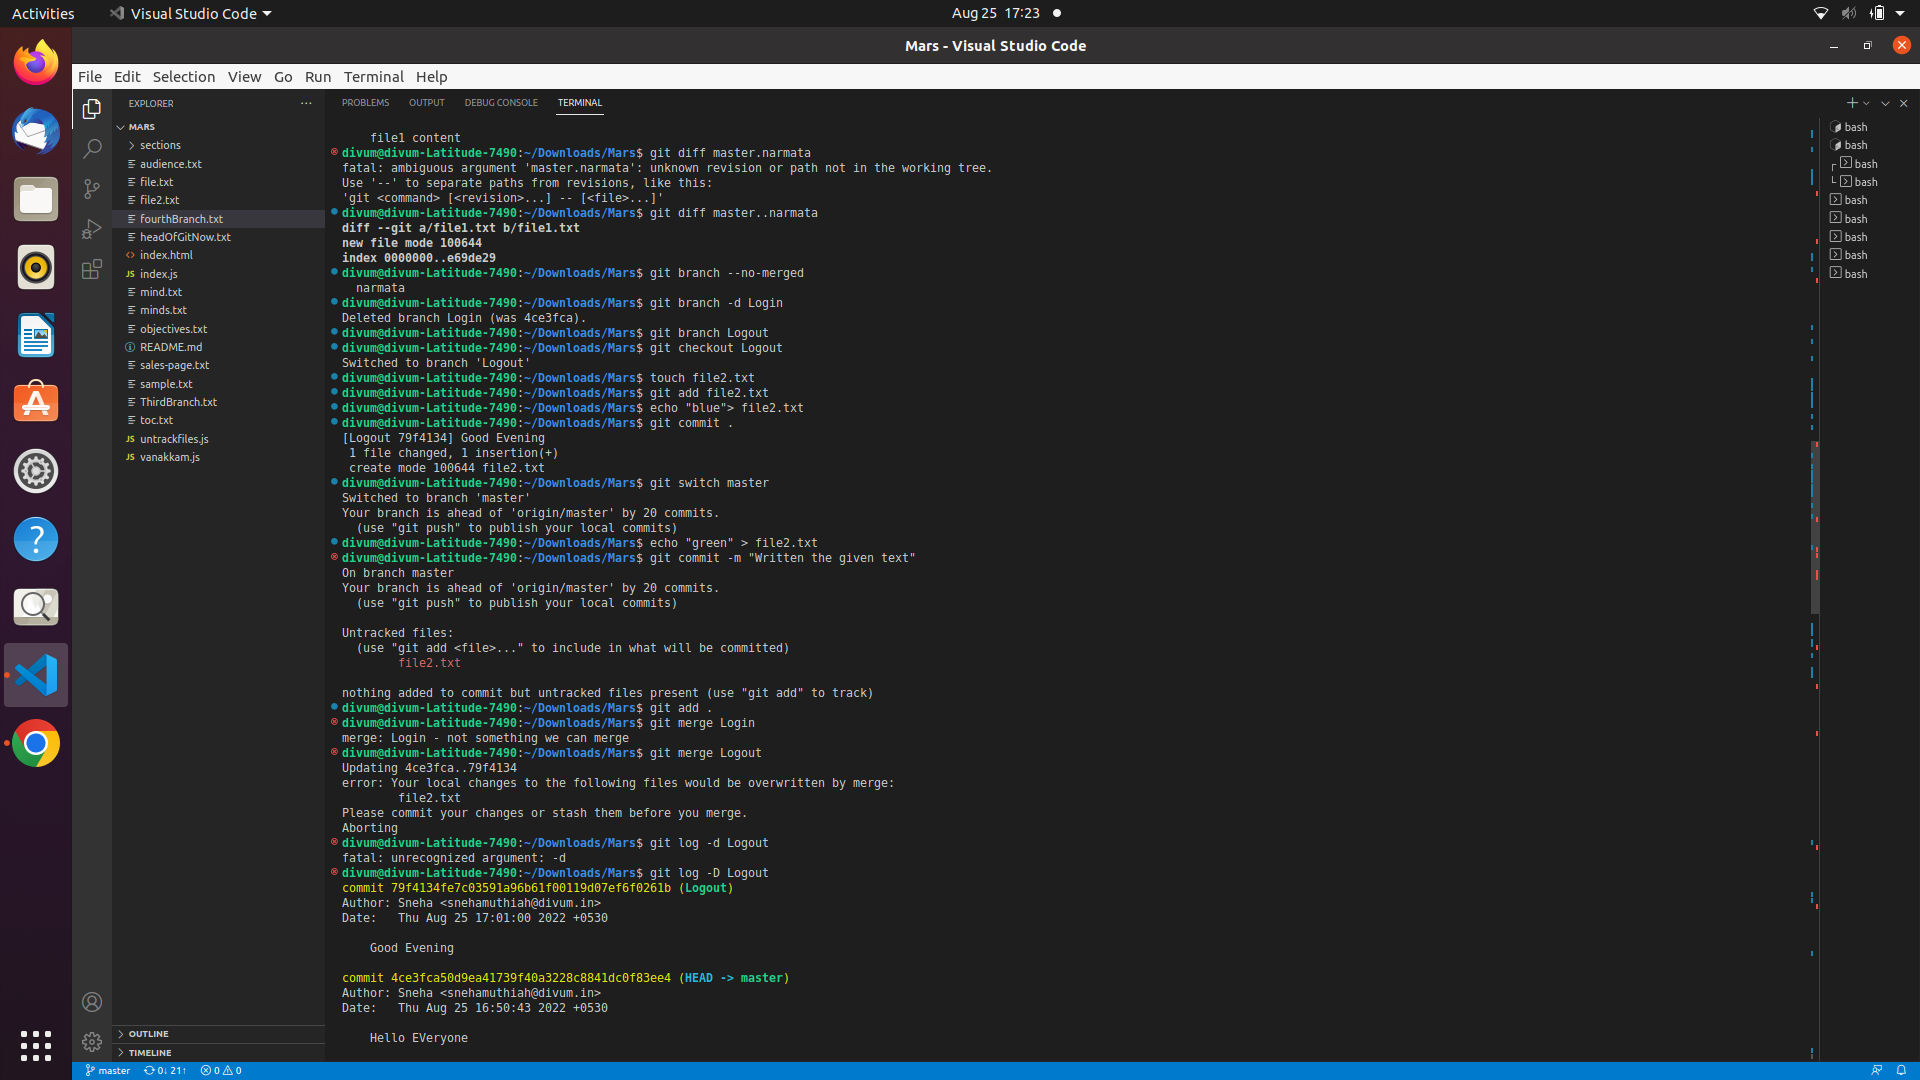 Activities
Visual Studio Code
Aug 25 17:23
Mars - Visual Studio Code
File Edit Selection View Go Run Terminal Help
EXPLORER
MARS
sections
audience.txt
file.txt
file2.txt
fourthBranch.txt
headOfGitNow.txt
index.html
JS index.js
mind.txt
minds.txt
objectives.txt
README.md
sales-page.txt
sample.txt
ThirdBranch.txt
toc.txt
JS untrackfiles.js
JS vanakkam.js
OUTLINE
TIMELINE
PROBLEMS OUTPUT DEBUG CONSOLE TERMINAL
file1 content
divum@divum-Latitude-7490:~/Downloads/Mars$ git diff master.narmata
fatal: ambiguous argument 'master.narmata': unknown revision or path not in the working tree.
Use '--' to separate paths from revisions, like this:
'git <command> [<revision>...] -- [<file>...]'
divum@divum-Latitude-7490:~/Downloads/Mars$ git diff master..narmata
diff --git a/file1.txt b/file1.txt
new file mode 100644
index 0000000..e69de29
divum@divum-Latitude-7490:~/Downloads/Mars$ git branch --no-merged
narmata
divum@divum-Latitude-7490:~/Downloads/Mars$ git branch -d Login
Deleted branch Login (was 4ce3fca).
divum@divum-Latitude-7490:~/Downloads/Mars$ git branch Logout
divum@divum-Latitude-7490:~/Downloads/Mars$ git checkout Logout
Switched to branch 'Logout'
divum@divum-Latitude-7490:~/Downloads/Mars$ touch file2.txt
divum@divum-Latitude-7490:~/Downloads/Mars$ git add file2.txt
divum@divum-Latitude-7490:~/Downloads/Mars$ echo "blue"> file2.txt
divum@divum-Latitude-7490:~/Downloads/Mars$ git commit .
[Logout 79f4134] Good Evening
1 file changed, 1 insertion(+)
create mode 100644 file2.txt
divum@divum-Latitude-7490:~/Downloads/Mars$ git switch master
Switched to branch 'master'
Your branch is ahead of 'origin/master' by 20 commits.
(use "git push" to publish your local commits)
divum@divum-Latitude-7490:~/Downloads/Mars$ echo "green" > file2.txt
divum@divum-Latitude-7490:~/Downloads/Mars$ git commit -m "Written the given text"
On branch master
Your branch is ahead of 'origin/master' by 20 commits.
(use "git push" to publish your local commits)
Untracked files:
(use "git add <file>..." to include in what will be committed)
file2.txt
nothing added to commit but untracked files present (use "git add" to track)
divum@divum-Latitude-7490:~/Downloads/Mars$ git add .
divum@divum-Latitude-7490:~/Downloads/Mars$ git merge Login
merge: Login - not something we can merge
divum@divum-Latitude-7490:~/Downloads/Mars$ git merge Logout
Updating 4ce3fca..79f4134
error: Your local changes to the following files would be overwritten by merge:
file2.txt
Please commit your changes or stash them before you merge.
Aborting
divum@divum-Latitude-7490:~/Downloads/Mars$ git log -d Logout
fatal: unrecognized argument: -d
divum@divum-Latitude-7490:~/Downloads/Mars$ git log -D Logout
commit 79f4134fe7c03591a96b61f00119d07ef6f0261b (Logout)
Author: Sneha <snehamuthiah@divum.in>
Date: Thu Aug 25 17:01:00 2022 +0530
Good Evening
commit 4ce3fca50d9ea41739f40a3228c8841dc0f83ee4 (HEAD -> master)
Author: Sneha <snehamuthiah@divum.in>
Date: Thu Aug 25 16:50:43 2022 +0530
Hello EVeryone
bash
bash
bash
bash
bash
bash
bash
bash
bash
master 0↓ 21↑ 0 0